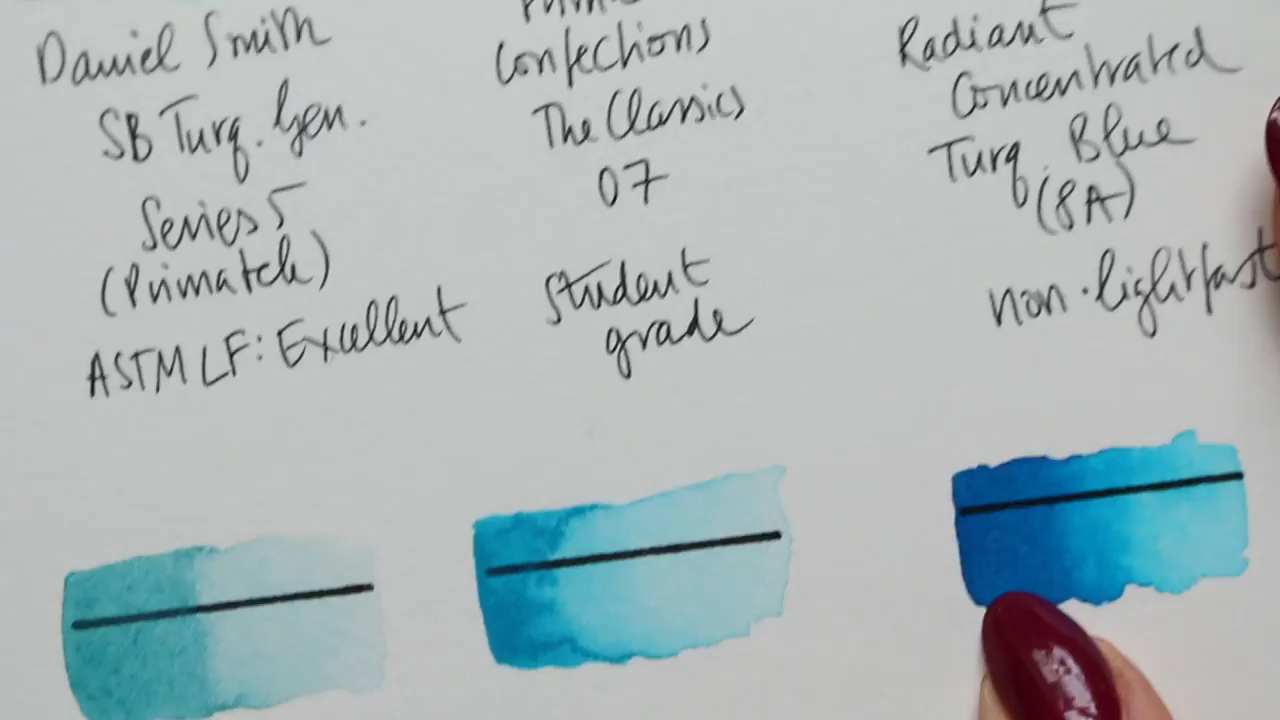 Daniel Smith
SB Turq. Gen.
Series 5
(Primatek)
ASTM LF: Excellent
Confections
The Classics
07
Student
grade
Radiant
Concentrated
Turq. Blue
(8A)
non-lightfast